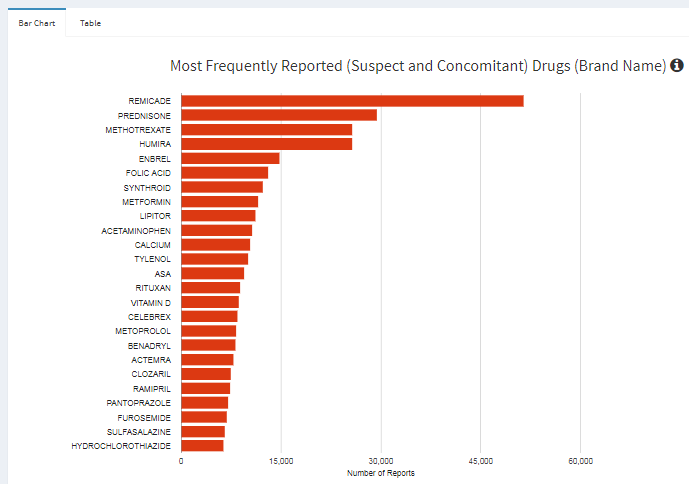 Bar Chart
Table
Most Frequently Reported (Suspect and Concomitant) Drugs (Brand Name)
REMICADE
PREDNISONE
METHOTREXATE
HUMIRA
ENBREL
FOLIC ACID
SYNTHROID
METFORMIN
LIPITOR
ACETAMINOPHEN
CALCIUM
TYLENOL
ASA
RITUXAN
VITAMIN D
CELEBREX
METOPROLOL
BENADRYL
ACTEMRA
CLOZARIL
RAMIPRIL
PANTOPRAZOLE
FUROSEMIDE
SULFASALAZINE
HYDROCHLOROTHIAZIDE
0 15,000 30,000 45,000 60,000
Number of Reports